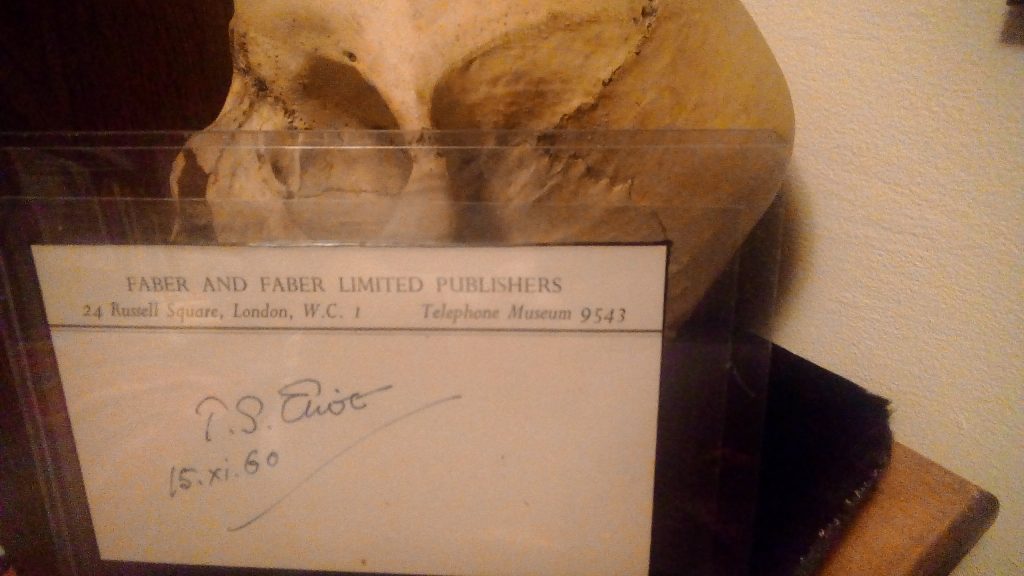 FABER AND FABER LIMITED PUBLISHERS
24 Russell Square, London, W.C. 1 Telephone Museum 9543
T. S. Eliot
15.xi.60